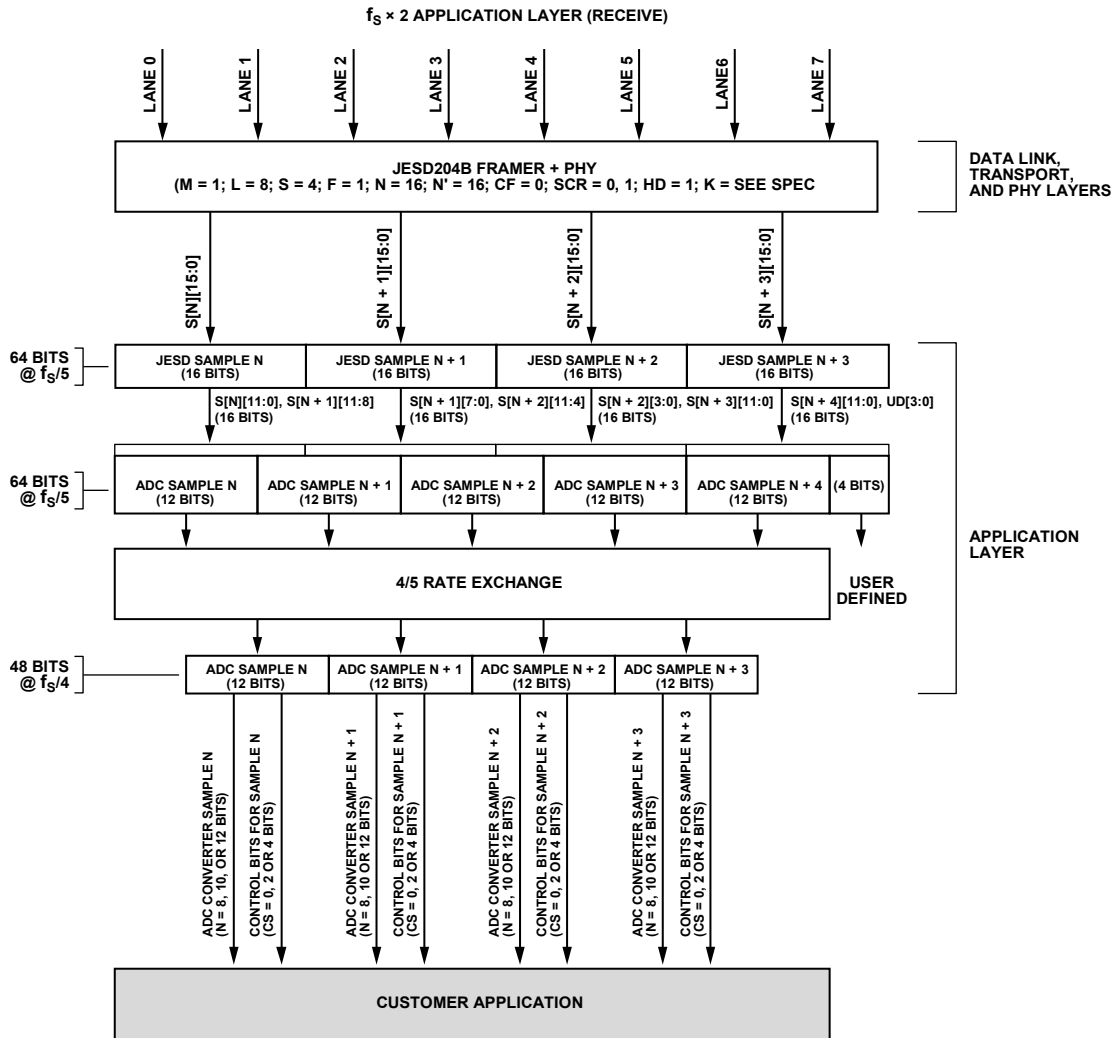 fS × 2 APPLICATION LAYER (RECEIVE)
LANE 0
LANE 1
LANE 2
LANE 3
LANE 4
LANE 5
LANE6
LANE 7
JESD204B FRAMER + PHY
(M = 1; L = 8; S = 4; F = 1; N = 16; N' = 16; CF = 0; SCR = 0, 1; HD = 1; K = SEE SPEC
DATA LINK,
TRANSPORT,
AND PHY LAYERS
S[N][15:0]
S[N + 1][15:0]
S[N + 2][15:0]
S[N + 3][15:0]
64 BITS
@ fS/5
JESD SAMPLE N
(16 BITS)
JESD SAMPLE N + 1
(16 BITS)
JESD SAMPLE N + 2
(16 BITS)
JESD SAMPLE N + 3
(16 BITS)
S[N][11:0], S[N + 1][11:8]
(16 BITS)
S[N + 1][7:0], S[N + 2][11:4]
(16 BITS)
S[N + 2][3:0], S[N + 3][11:0]
(16 BITS)
S[N + 4][11:0], UD[3:0]
(16 BITS)
64 BITS
@ fS/5
ADC SAMPLE N
(12 BITS)
ADC SAMPLE N + 1
(12 BITS)
ADC SAMPLE N + 2
(12 BITS)
ADC SAMPLE N + 3
(12 BITS)
ADC SAMPLE N + 4
(12 BITS)
(4 BITS)
APPLICATION
LAYER
4/5 RATE EXCHANGE
USER
DEFINED
48 BITS
@ fS/4
ADC SAMPLE N
(12 BITS)
ADC SAMPLE N + 1
(12 BITS)
ADC SAMPLE N + 2
(12 BITS)
ADC SAMPLE N + 3
(12 BITS)
ADC CONVERTER SAMPLE N
(N = 8, 10, OR 12 BITS)
CONTROL BITS FOR SAMPLE N
(CS = 0, 2 OR 4 BITS)
ADC CONVERTER SAMPLE N + 1
(N = 8, 10 OR 12 BITS)
CONTROL BITS FOR SAMPLE N + 1
(CS = 0, 2 OR 4 BITS)
ADC CONVERTER SAMPLE N + 2
(N = 8, 10 OR 12 BITS)
CONTROL BITS FOR SAMPLE N + 2
(CS = 0, 2 OR 4 BITS)
ADC CONVERTER SAMPLE N + 3
(N = 8, 10 OR 12 BITS)
CONTROL BITS FOR SAMPLE N + 3
(CS = 0, 2 OR 4 BITS)
CUSTOMER APPLICATION